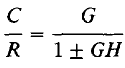 C/R = G/(1 ± GH)